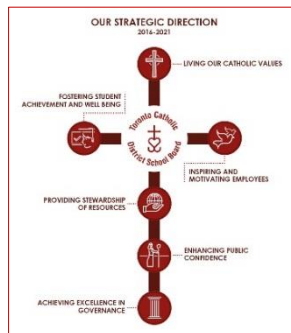 OUR STRATEGIC DIRECTION
2016-2021
LIVING OUR CATHOLIC VALUES
FOSTERING STUDENT
ACHIEVEMENT AND WELL BEING
Toronto Catholic
District School Board
INSPIRING AND
MOTIVATING EMPLOYEES
PROVIDING STEWARDSHIP
OF RESOURCES
ENHANCING PUBLIC
CONFIDENCE
ACHIEVING EXCELLENCE IN
GOVERNANCE